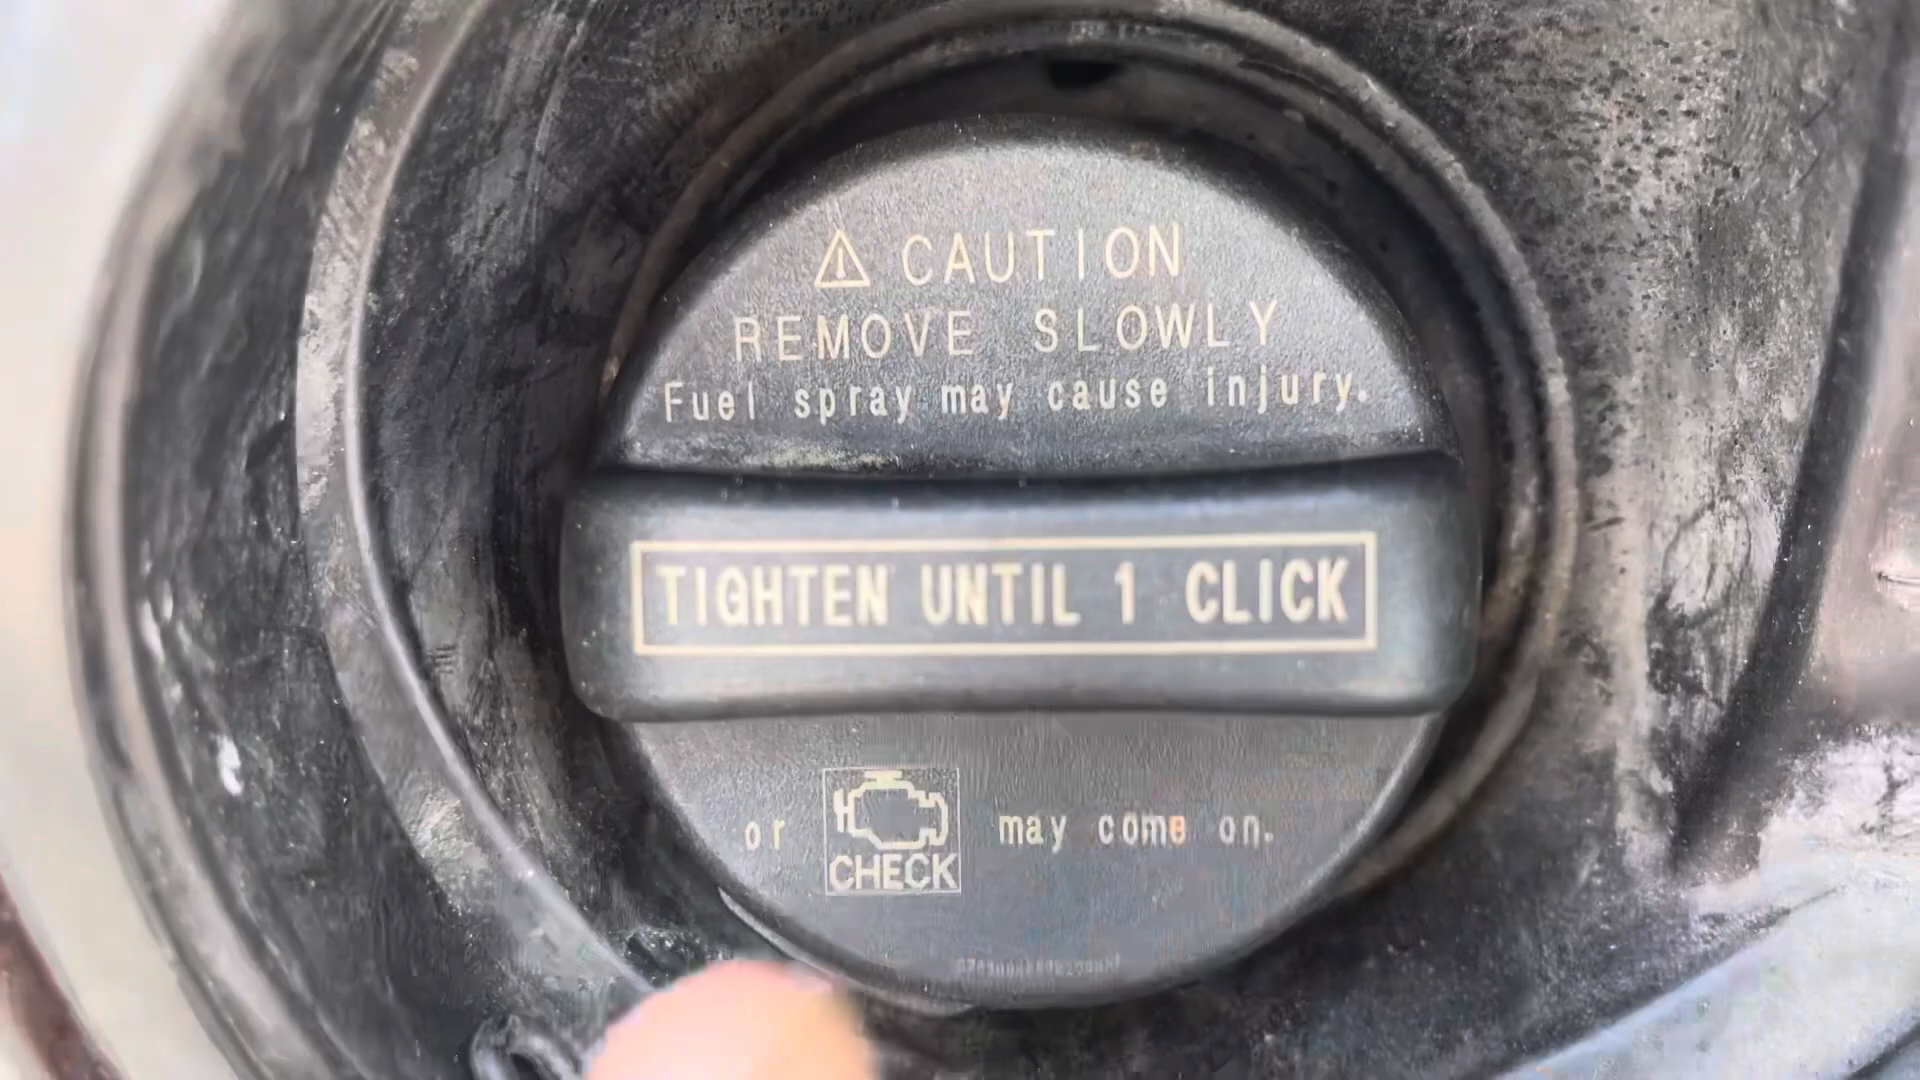 CAUTION
REMOVE SLOWLY
Fuel spray may cause injury.
TIGHTEN UNTIL 1 CLICK
or CHECK may come on.